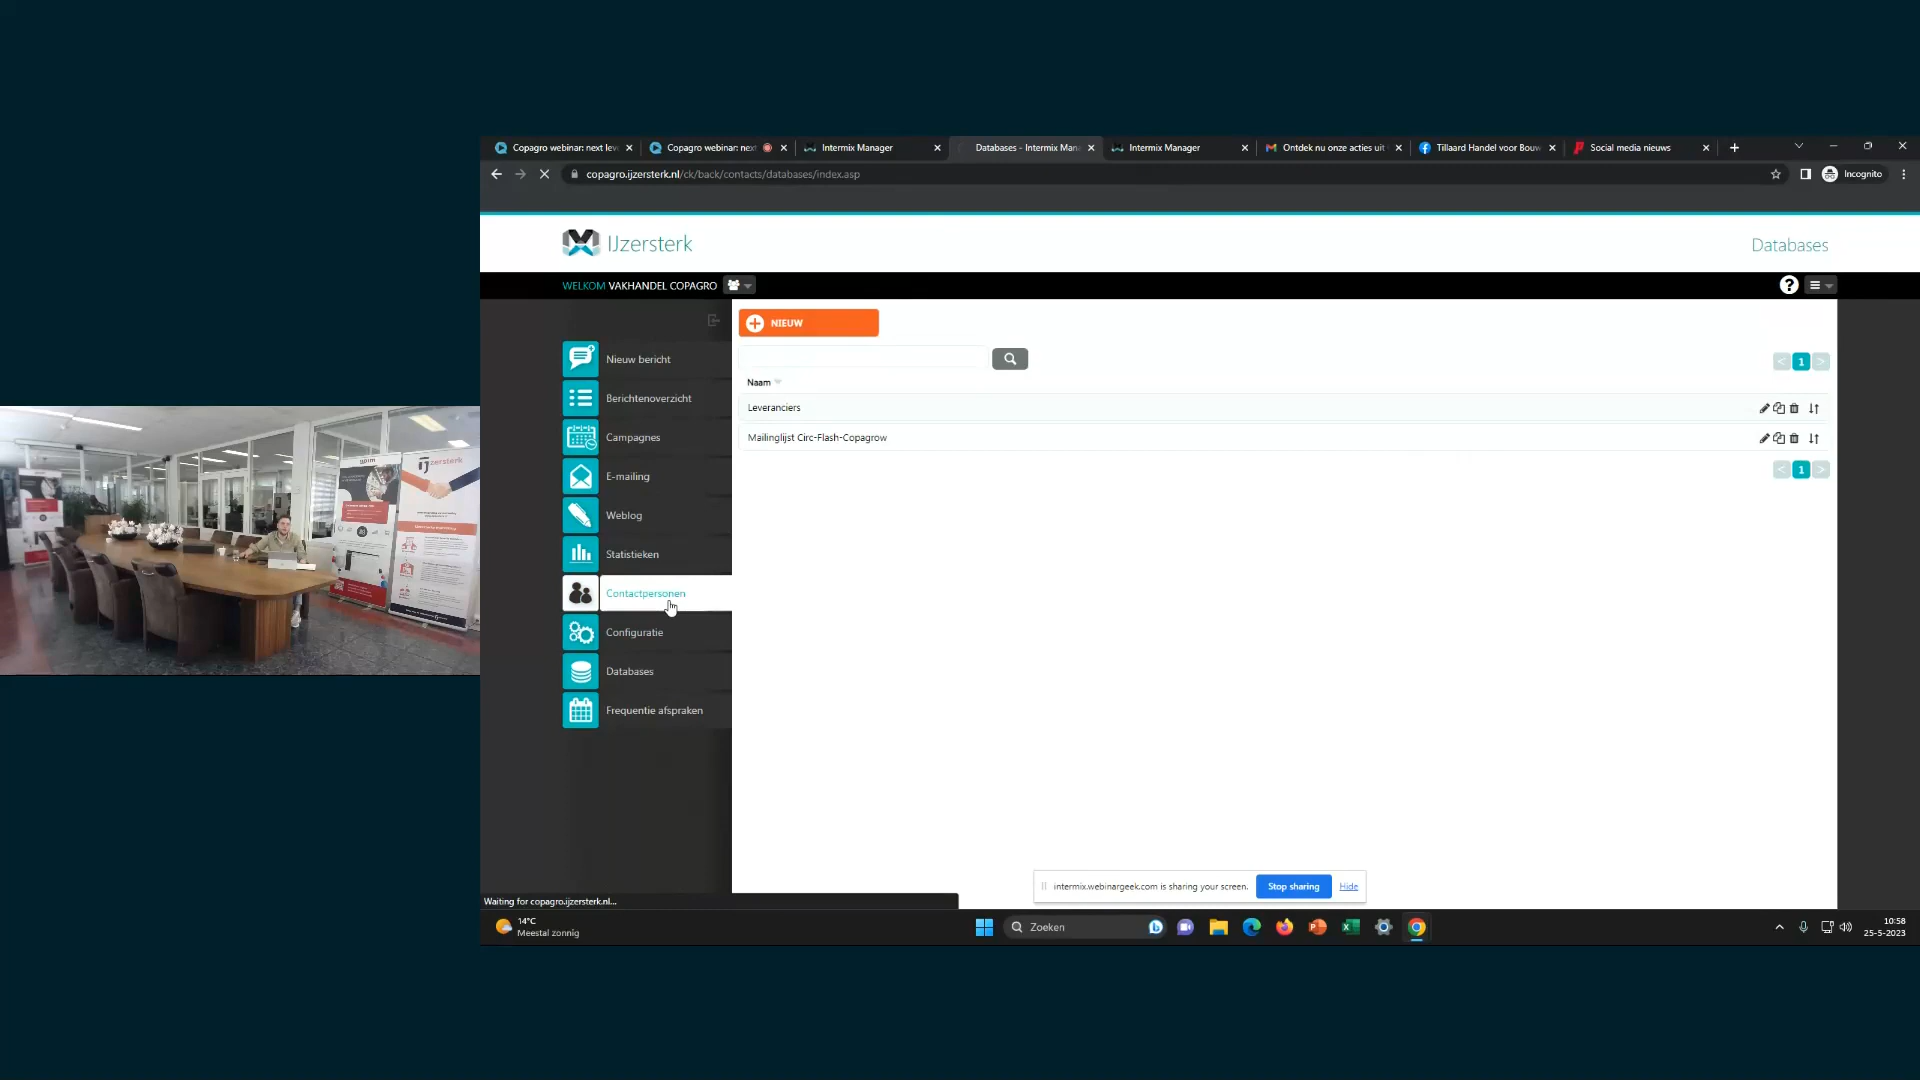 Copagro webinar: next lev
Copagro webinar: nex
Intermix Manager
Databases - Intermix Man
Intermix Manager
Ontdek nu onze acties uit
Tillaard Handel voor Bouw
Social media nieuws
copagro.ijzersterk.nl/ck/back/contacts/databases/index.asp
Incognito
IJzersterk
Databases
WELKOM VAKHANDEL COPAGRO
NIEUW
Nieuw bericht
Berichtenoverzicht
Campagnes
E-mailing
Weblog
Statistieken
Contactpersonen
Configuratie
Databases
Frequentie afspraken
< 1 >
Naam
Leveranciers
Mailinglijst Circ-Flash-Copagrow
< 1 >
ijzersterk
intermix.webinargeek.com is sharing your screen.
Stop sharing
Hide
Waiting for copagro.ijzersterk.nl...
14°C
Meestal zonnig
Zoeken
10:58
25-5-2023